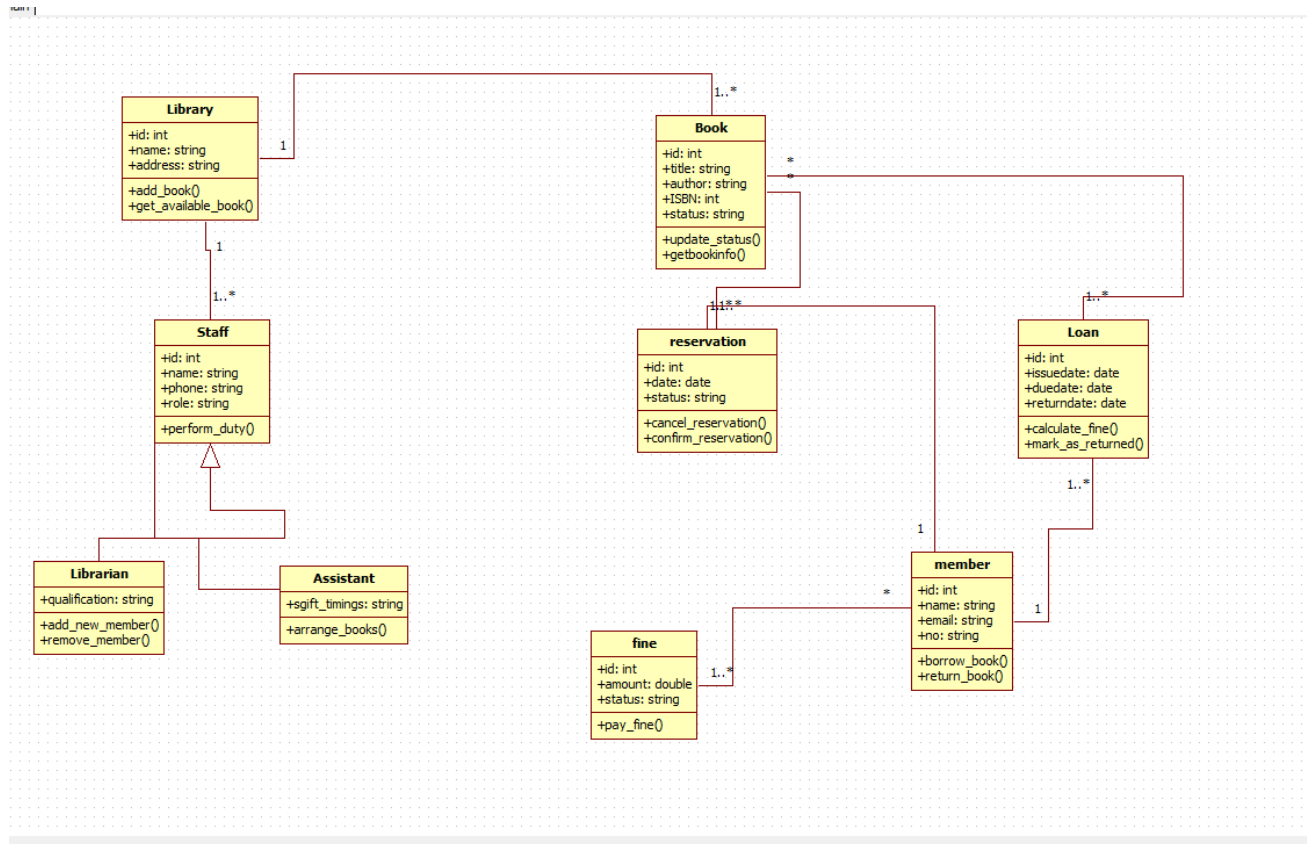 Library
+id: int
+name: string
+address: string
+add_book()
+get_available_book()
1
1..*
Book
+id: int
+title: string
+author: string
+ISBN: int
+status: string
+update_status()
+getbookinfo()
*
*
1
1..*
Staff
+id: int
+name: string
+phone: string
+role: string
+perform_duty()
reservation
+id: int
+date: date
+status: string
+cancel_reservation()
+confirm_reservation()
1..*
Loan
+id: int
+issuedate: date
+duedate: date
+returndate: date
+calculate_fine()
+mark_as_returned()
1..*
Librarian
+qualification: string
+add_new_member()
+remove_member()
Assistant
+sgift_timings: string
+arrange_books()
1
member
+id: int
+name: string
+email: string
+no: string
+borrow_book()
+return_book()
*
1
fine
+id: int
+amount: double
+status: string
+pay_fine()
1..*